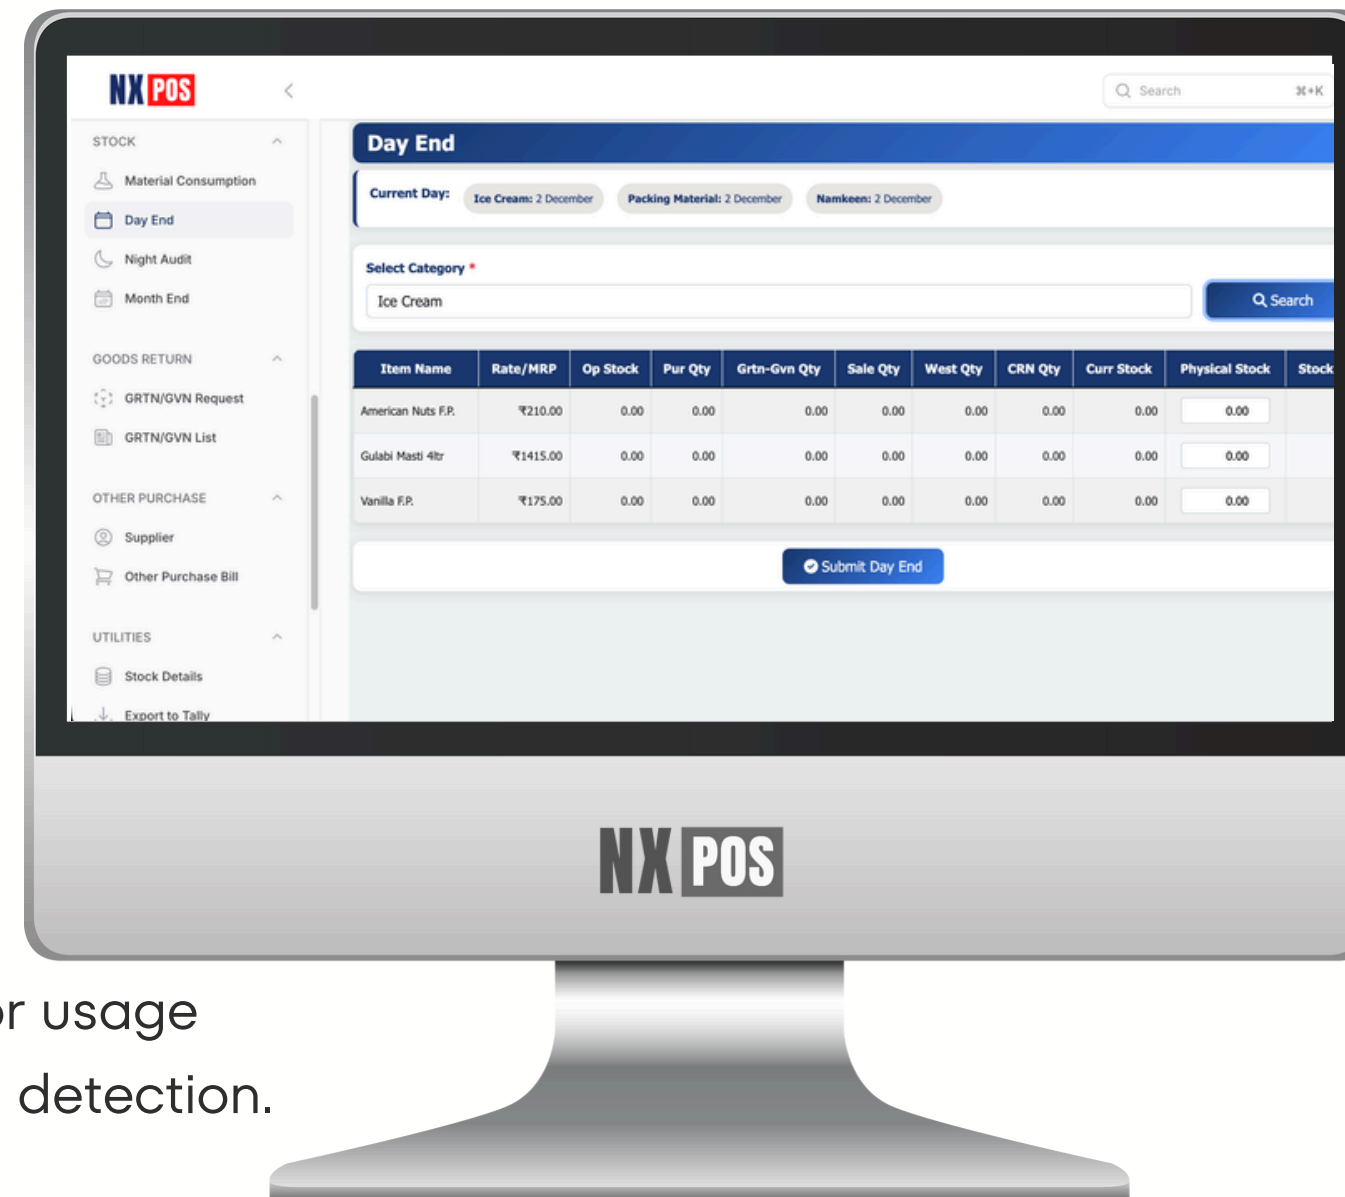 NX POS
Search ⌘+K
STOCK
Material Consumption
Day End
Night Audit
Month End
GOODS RETURN
GRTN/GVN Request
GRTN/GVN List
OTHER PURCHASE
Supplier
Other Purchase Bill
UTILITIES
Stock Details
Export to Tally
Day End
Current Day: Ice Cream: 2 December Packing Material: 2 December Namkeen: 2 December
Select Category *
Ice Cream Search
Item Name Rate/MRP Op Stock Pur Qty Grtn-Gvn Qty Sale Qty West Qty CRN Qty Curr Stock Physical Stock Stock
American Nuts F.P. ₹210.00 0.00 0.00 0.00 0.00 0.00 0.00 0.00 0.00
Gulabi Masti 4ltr ₹1415.00 0.00 0.00 0.00 0.00 0.00 0.00 0.00 0.00
Vanilla F.P. ₹175.00 0.00 0.00 0.00 0.00 0.00 0.00 0.00 0.00
Submit Day End
NX POS
or usage
detection.